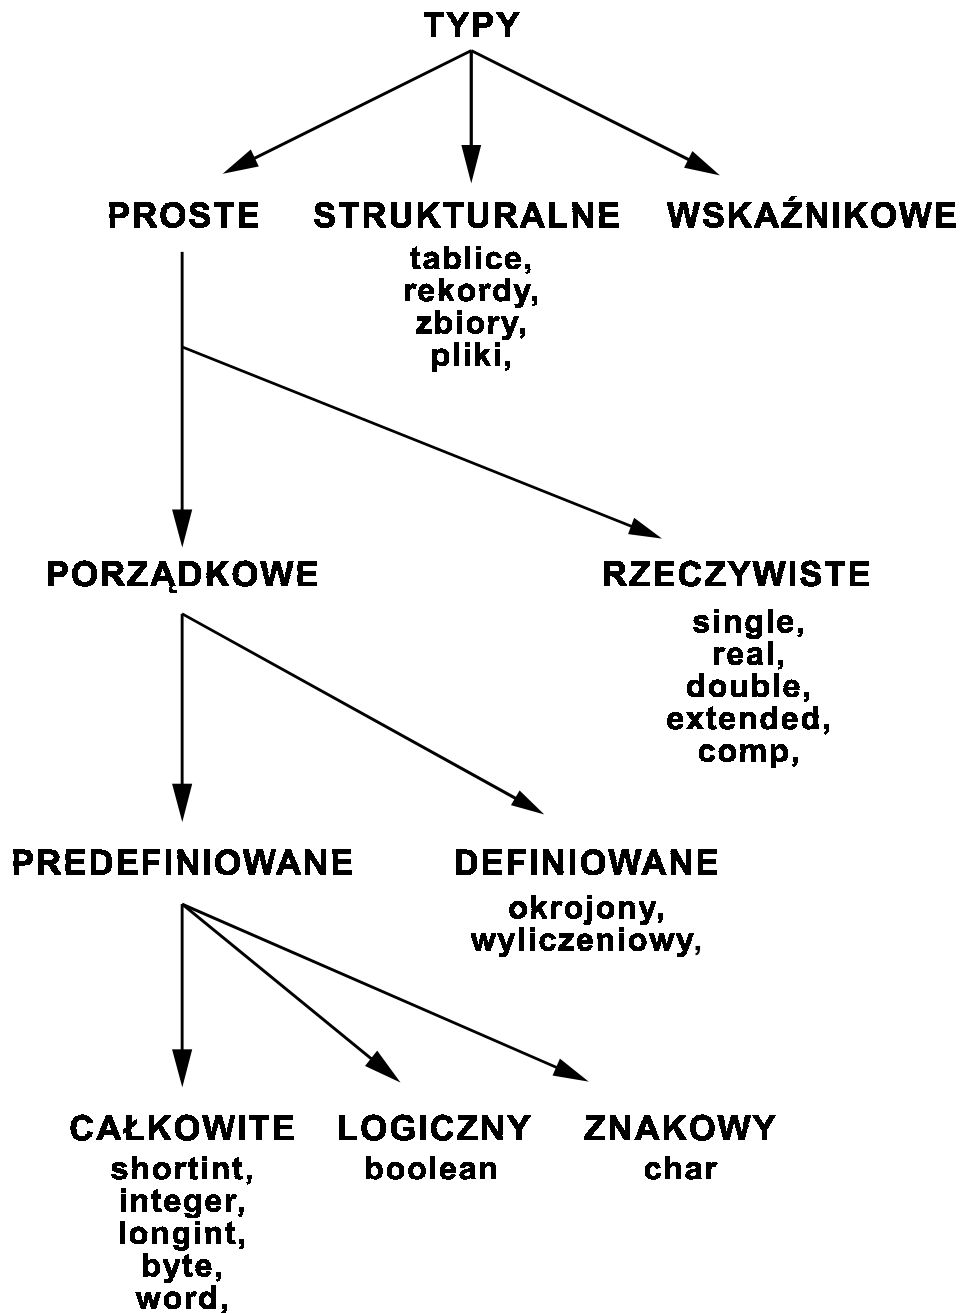 TYPY
PROSTE STRUKTURALNE WSKAŹNIKOWE
tablice,
rekordy,
zbiory,
pliki,
PORZĄDKOWE RZECZYWISTE
single,
real,
double,
extended,
comp,
PREDEFINIOWANE DEFINIOWANE
okrojony,
wyliczeniowy,
CAŁKOWITE LOGICZNY ZNAKOWY
shortint, boolean char
integer,
longint,
byte,
word,